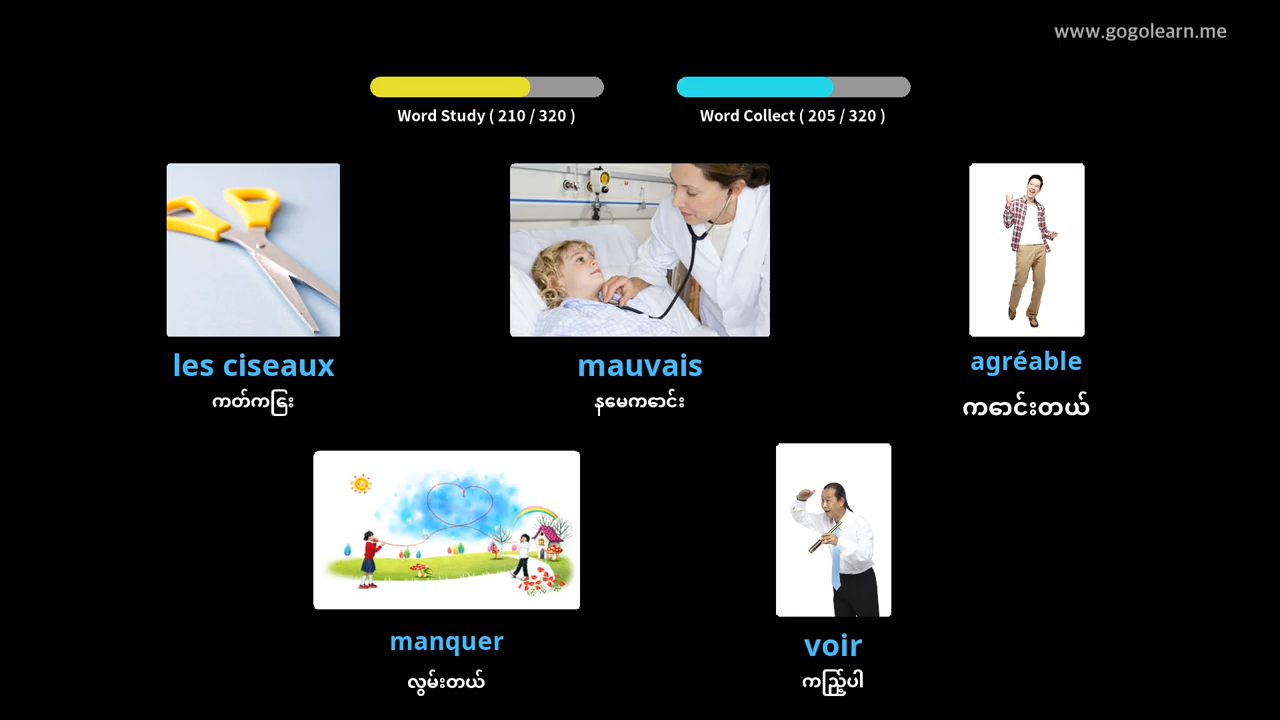 www.gogolearn.me
Word Study ( 210 / 320 )
Word Collect ( 205 / 320 )
les ciseaux
ကတ်ကြေး
mauvais
နေမကောင်း
agréable
ကောင်းတယ်
manquer
လွမ်းတယ်
voir
ကြည့်ပါ